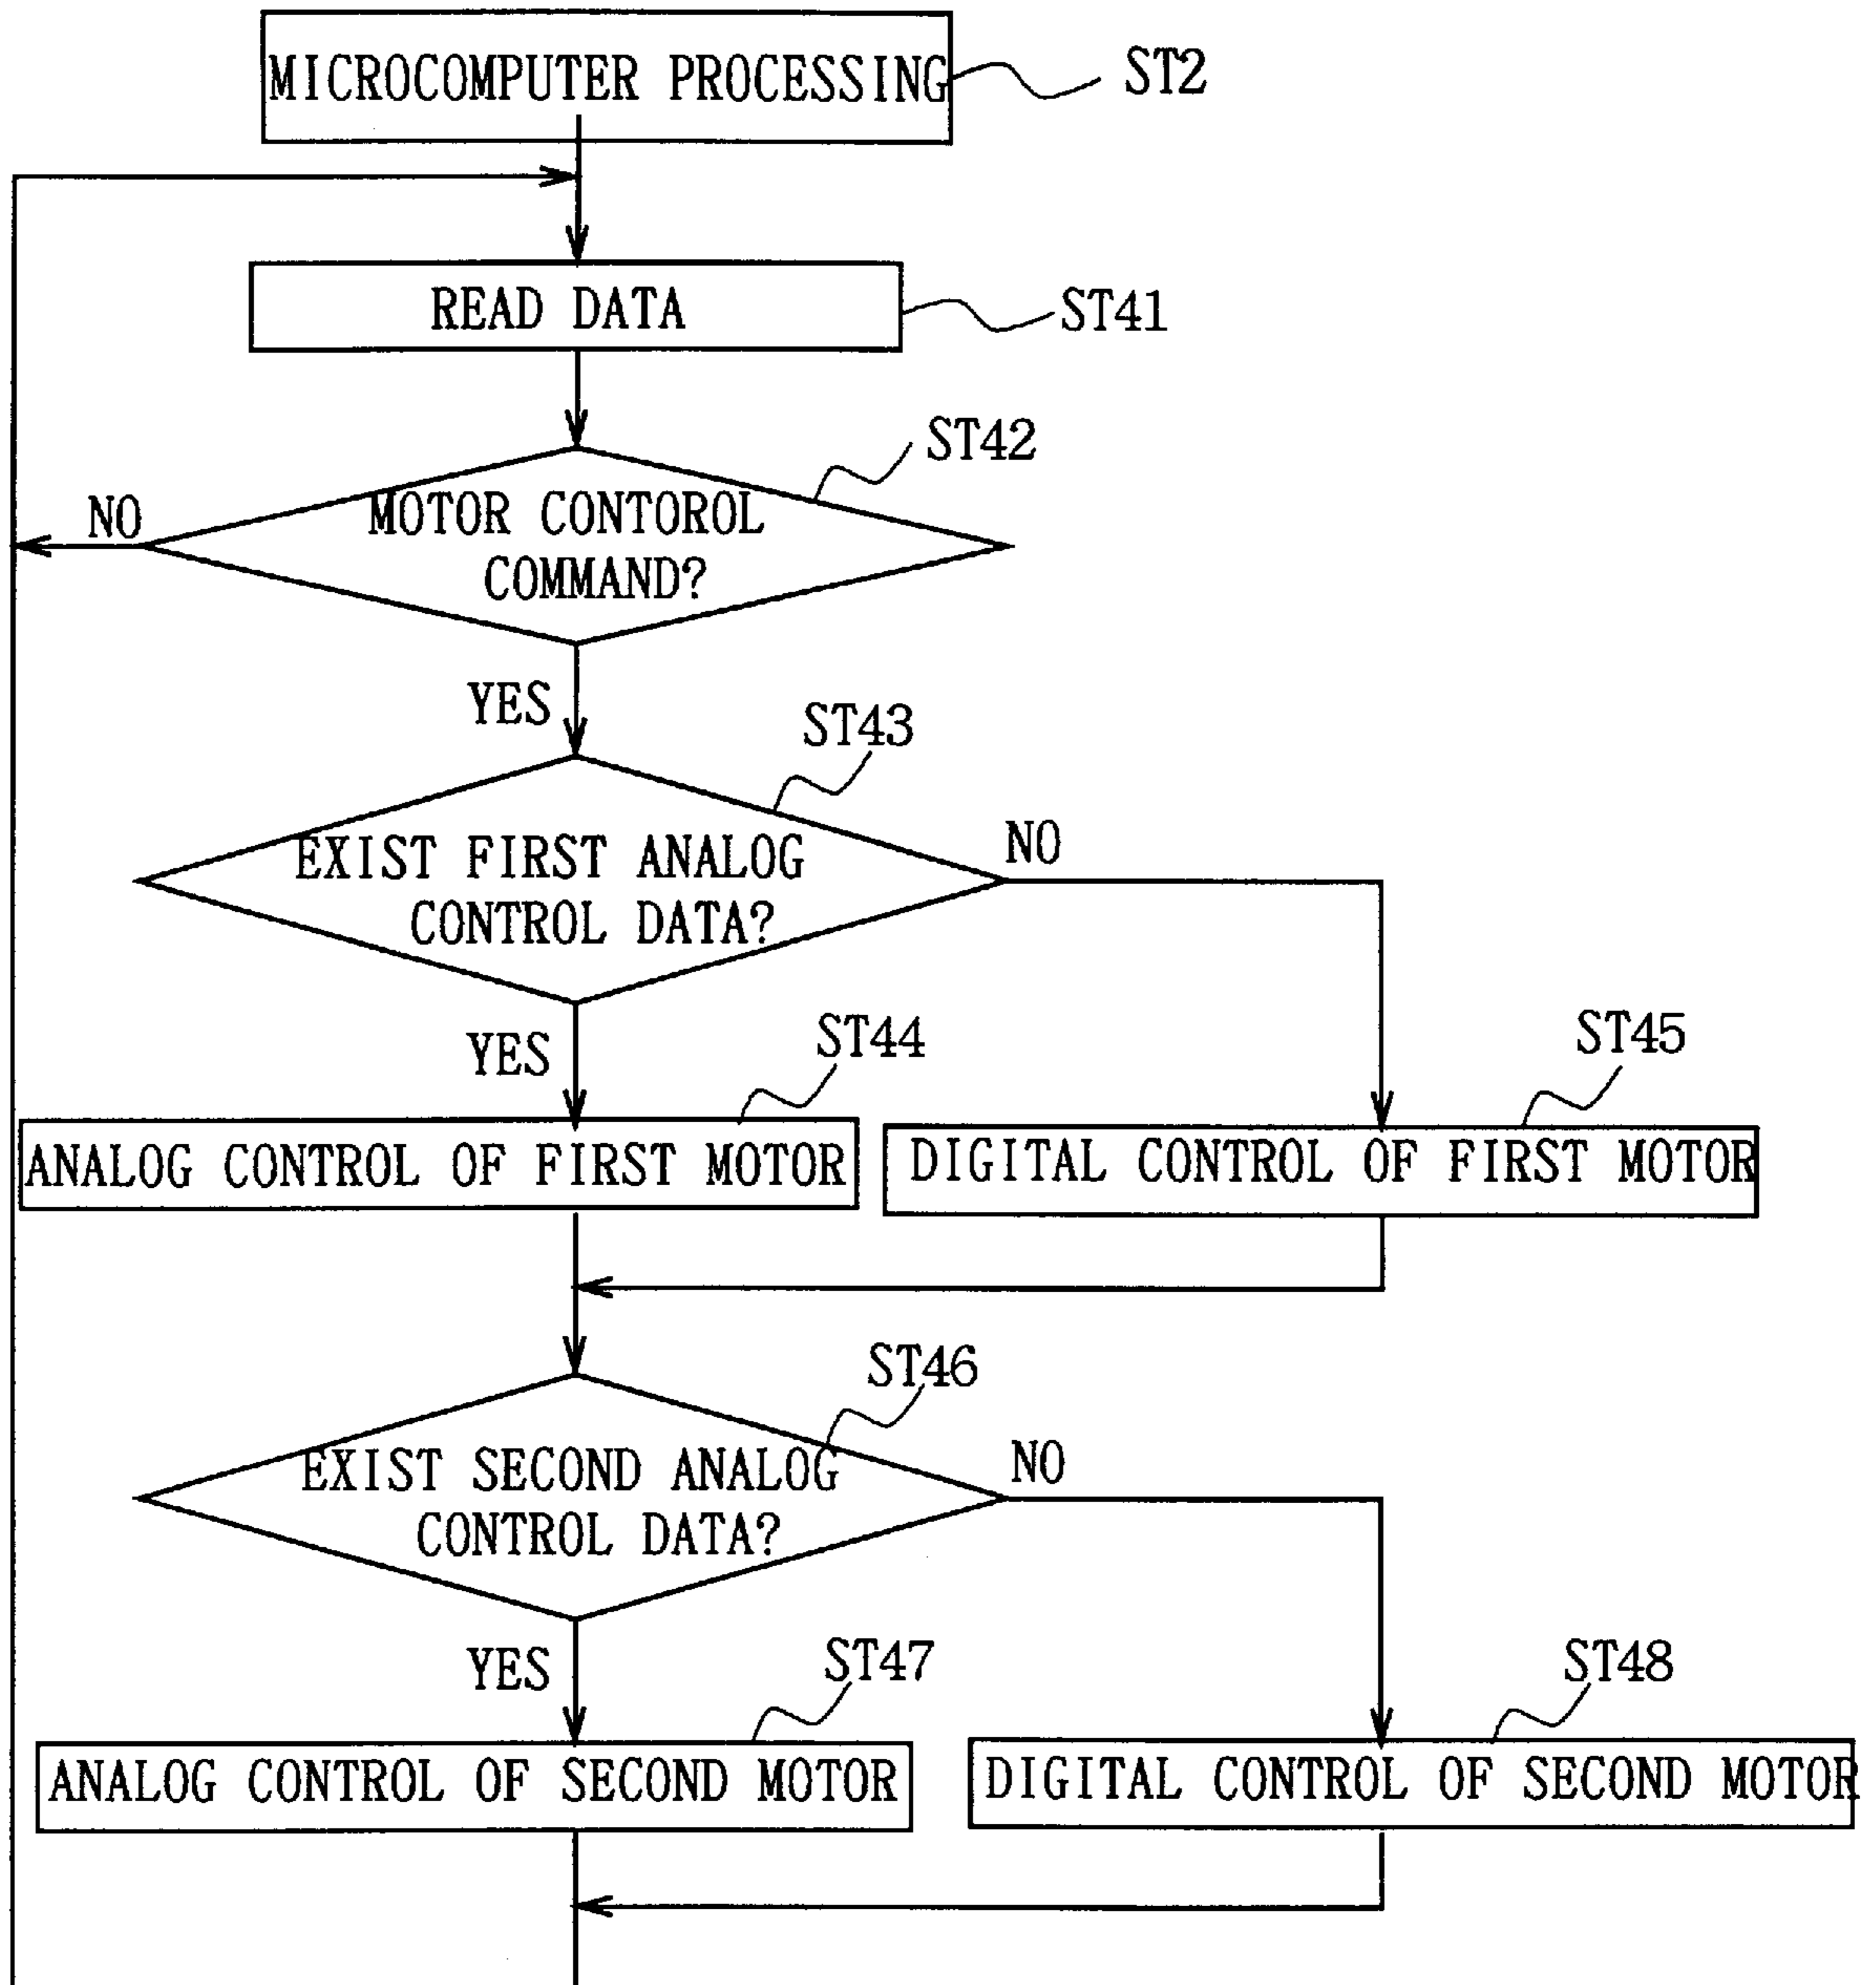 MICROCOMPUTER PROCESSING
ST2
READ DATA
ST41
ST42
NO
MOTOR CONTOROL
COMMAND?
YES
ST43
EXIST FIRST ANALOG
CONTROL DATA?
NO
YES
ST44
ST45
ANALOG CONTROL OF FIRST MOTOR
DIGITAL CONTROL OF FIRST MOTOR
ST46
EXIST SECOND ANALOG
CONTROL DATA?
NO
YES
ST47
ST48
ANALOG CONTROL OF SECOND MOTOR
DIGITAL CONTROL OF SECOND MOTOR